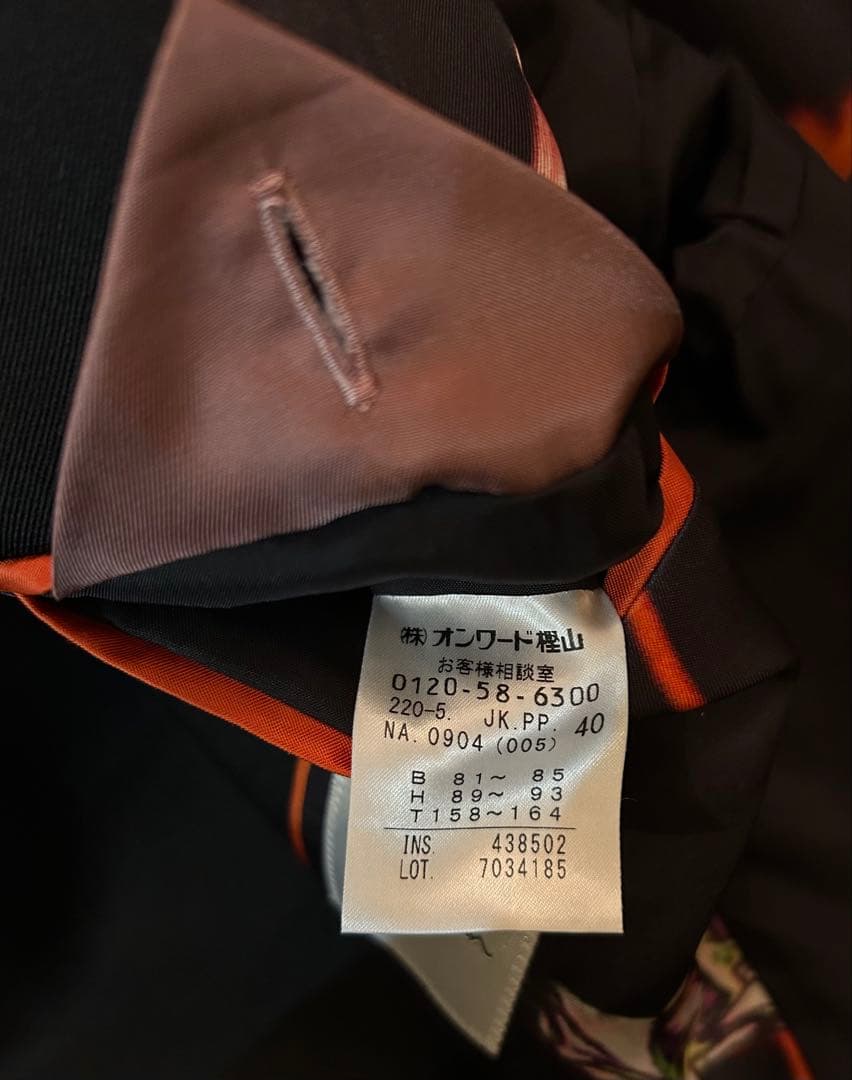 (株)オンワード樫山
お客様相談室
0120-58-6300
220-5. JK.PP. 40
NA. 0904 (005)
B 81〜 85
H 89〜 93
T158〜164
INS. 438502
LOT. 7034185